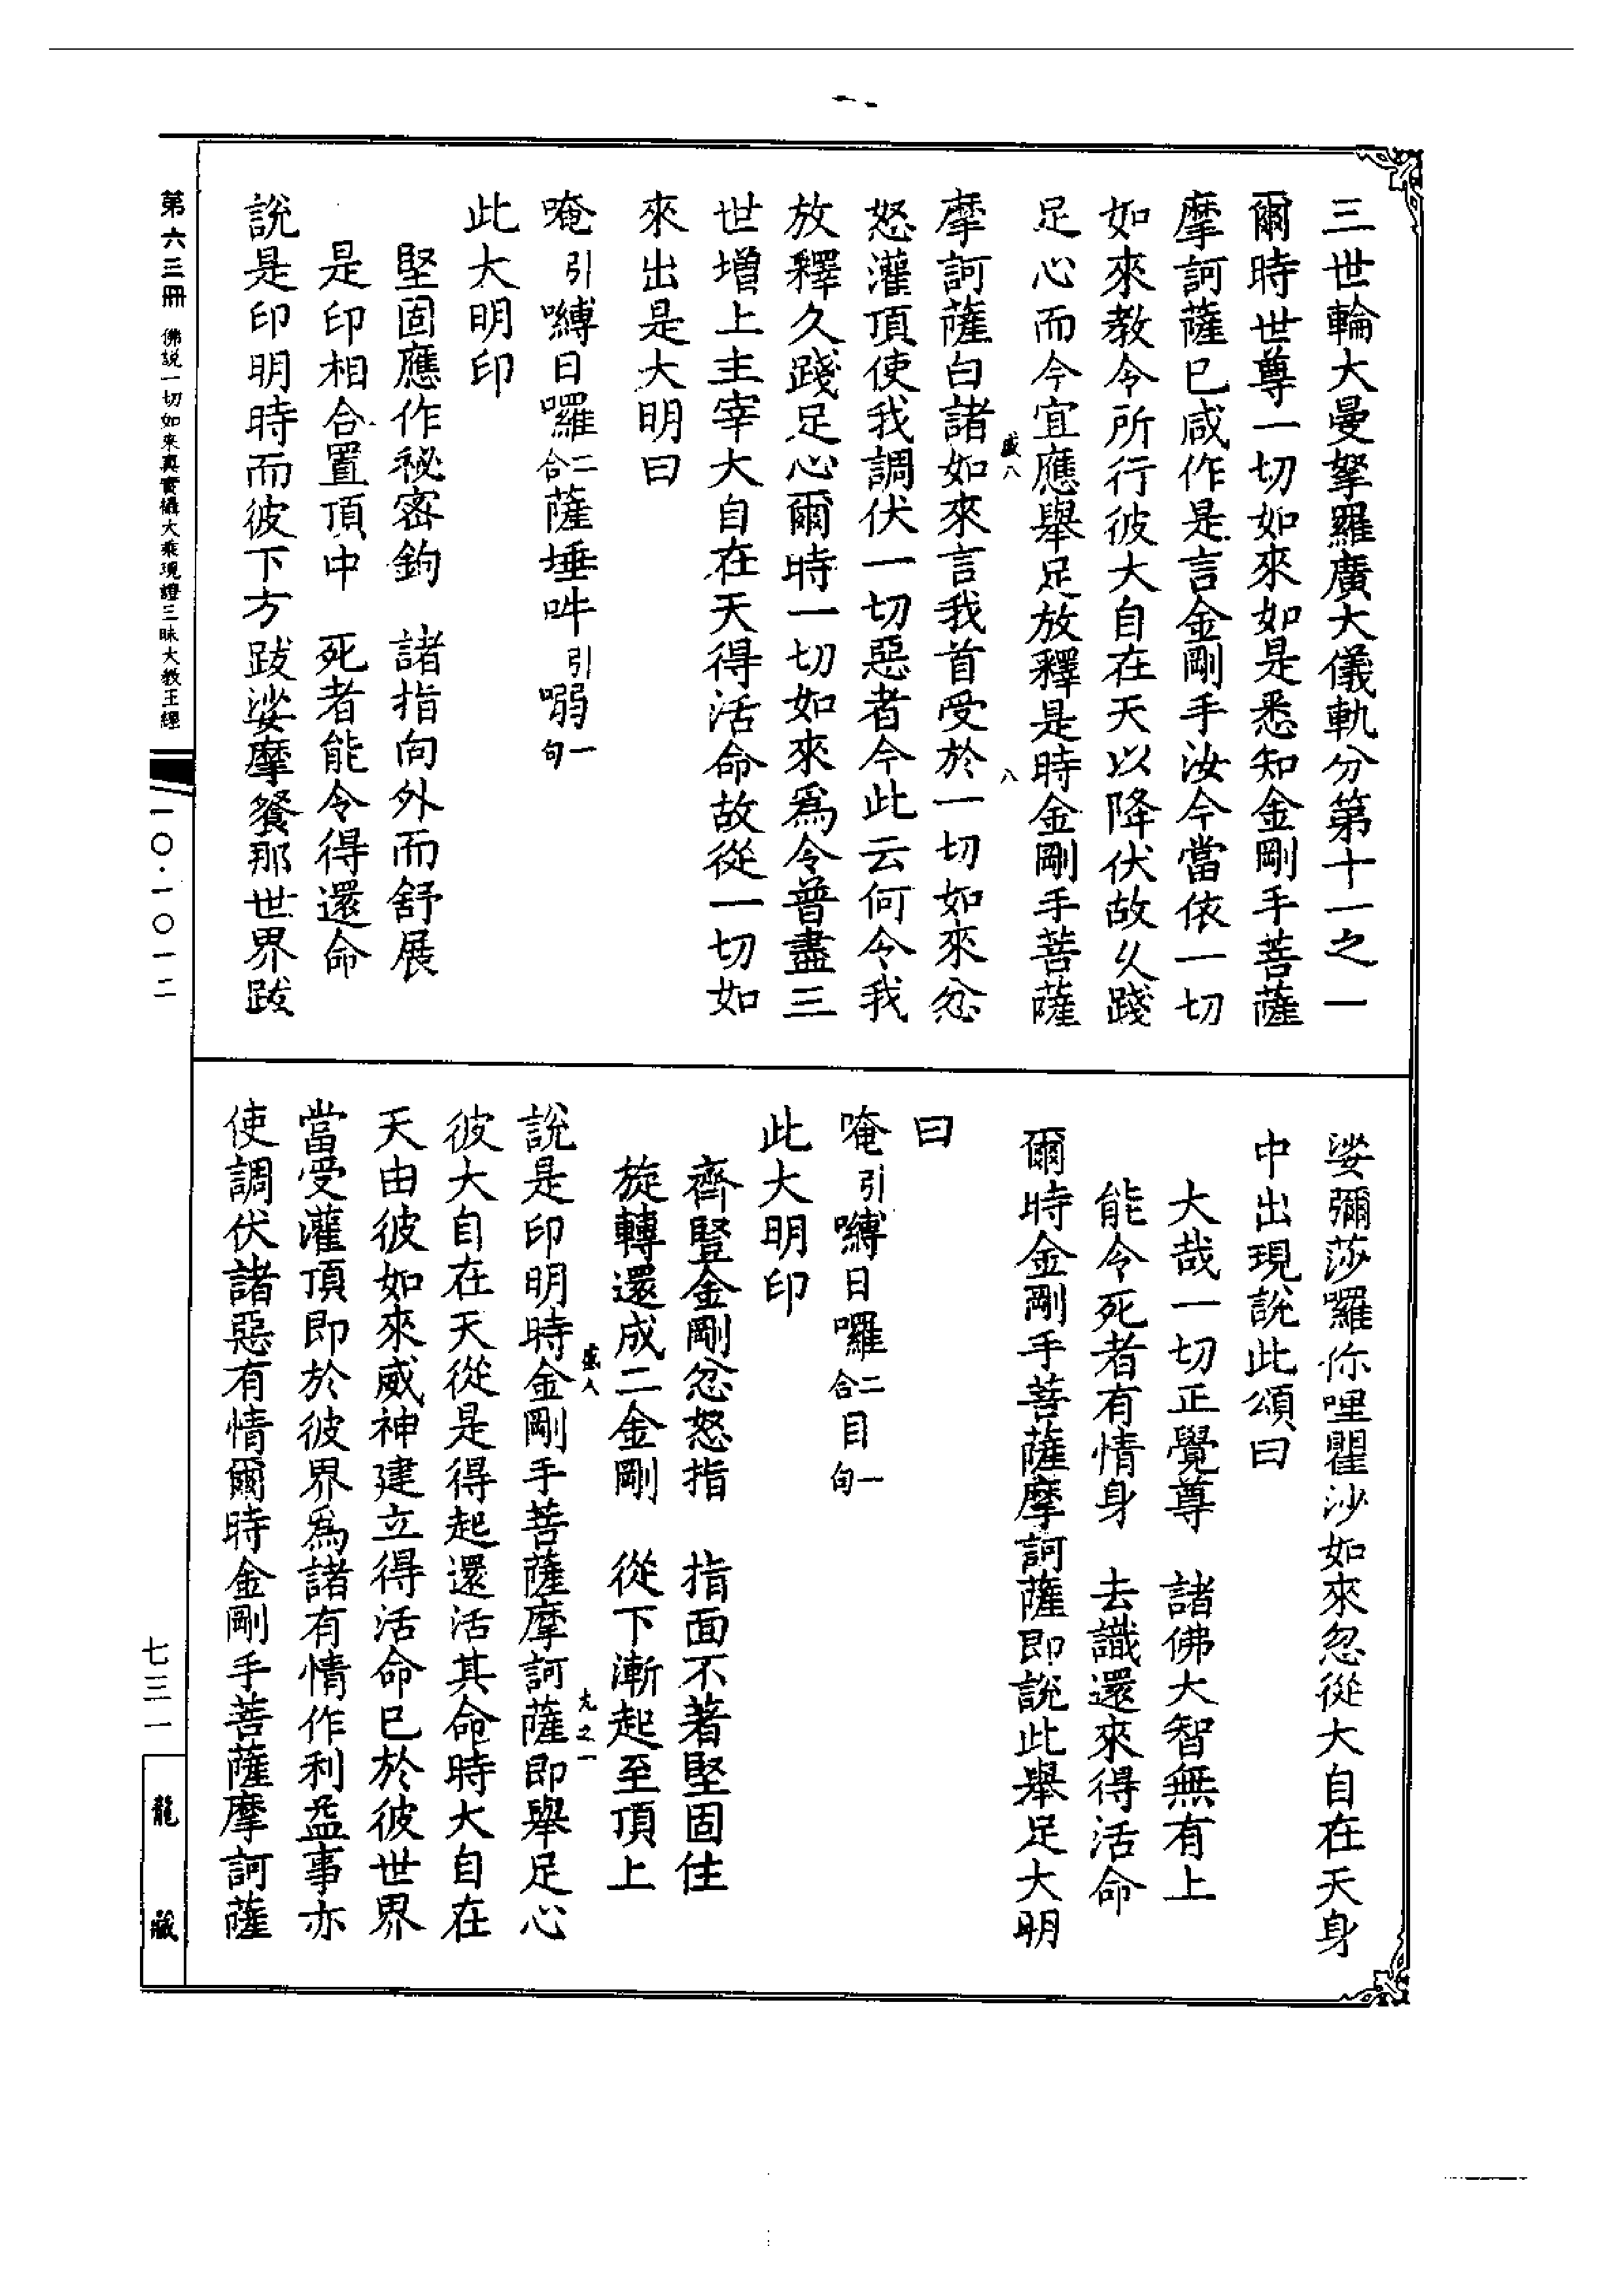 三世輪大曼拏羅廣大儀軌分第十一之一
爾時世尊一切如來如是悉知金剛手菩薩
摩訶薩已咸作是言金剛手汝今當依一切
如來教令所行彼大自在天以降伏故久踐
足心而今宜應舉足放釋是時金剛手菩薩
盛八
八
摩訶薩白諸如來言我首受於一切如來忿
怒灌頂使我調伏一切惡者今此云何令我
放釋久踐足心爾時一切如來爲令普盡三
世增上主宰大自在天得活命故從一切如
來出是大明曰
唵引嚩日囉二合薩埵吽引嗍一句
此大明印
堅固應作祕密鉤　諸指向外而舒展
是印相合置頂中　死者能令得還命
說是印明時而彼下方跋娑摩餐那世界跋
娑彌莎囉你哩瞿沙如來忽從大自在天身
中出現說此頌曰
大哉一切正覺尊　諸佛大智無有上
能令死者有情身　去識還來得活命
爾時金剛手菩薩摩訶薩即說此舉足大明
曰
唵引嚩日囉二合目一句
此大明印
齊豎金剛忿怒指　指面不著堅固住
旋轉還成二金剛　從下漸起至頂上
盛八
九之一
說是印明時金剛手菩薩摩訶薩即舉足心
彼大自在天從是得起還活其命時大自在
天由彼如來威神建立得活命已於彼世界
當受灌頂即於彼界爲諸有情作利益事亦
使調伏諸惡有情爾時金剛手菩薩摩訶薩
第六三冊　佛說一切如來真實攝大乘現證三昧大教王經
一〇·一〇一二
七三一
龍藏